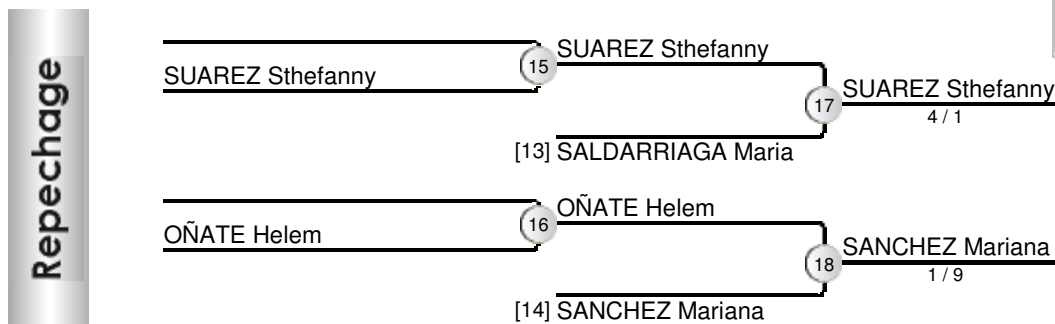 Repechage
SUAREZ Sthefanny
15
SUAREZ Sthefanny
17
SUAREZ Sthefanny
4 / 1
[13] SALDARRIAGA Maria
OÑATE Helem
16
OÑATE Helem
18
SANCHEZ Mariana
1 / 9
[14] SANCHEZ Mariana